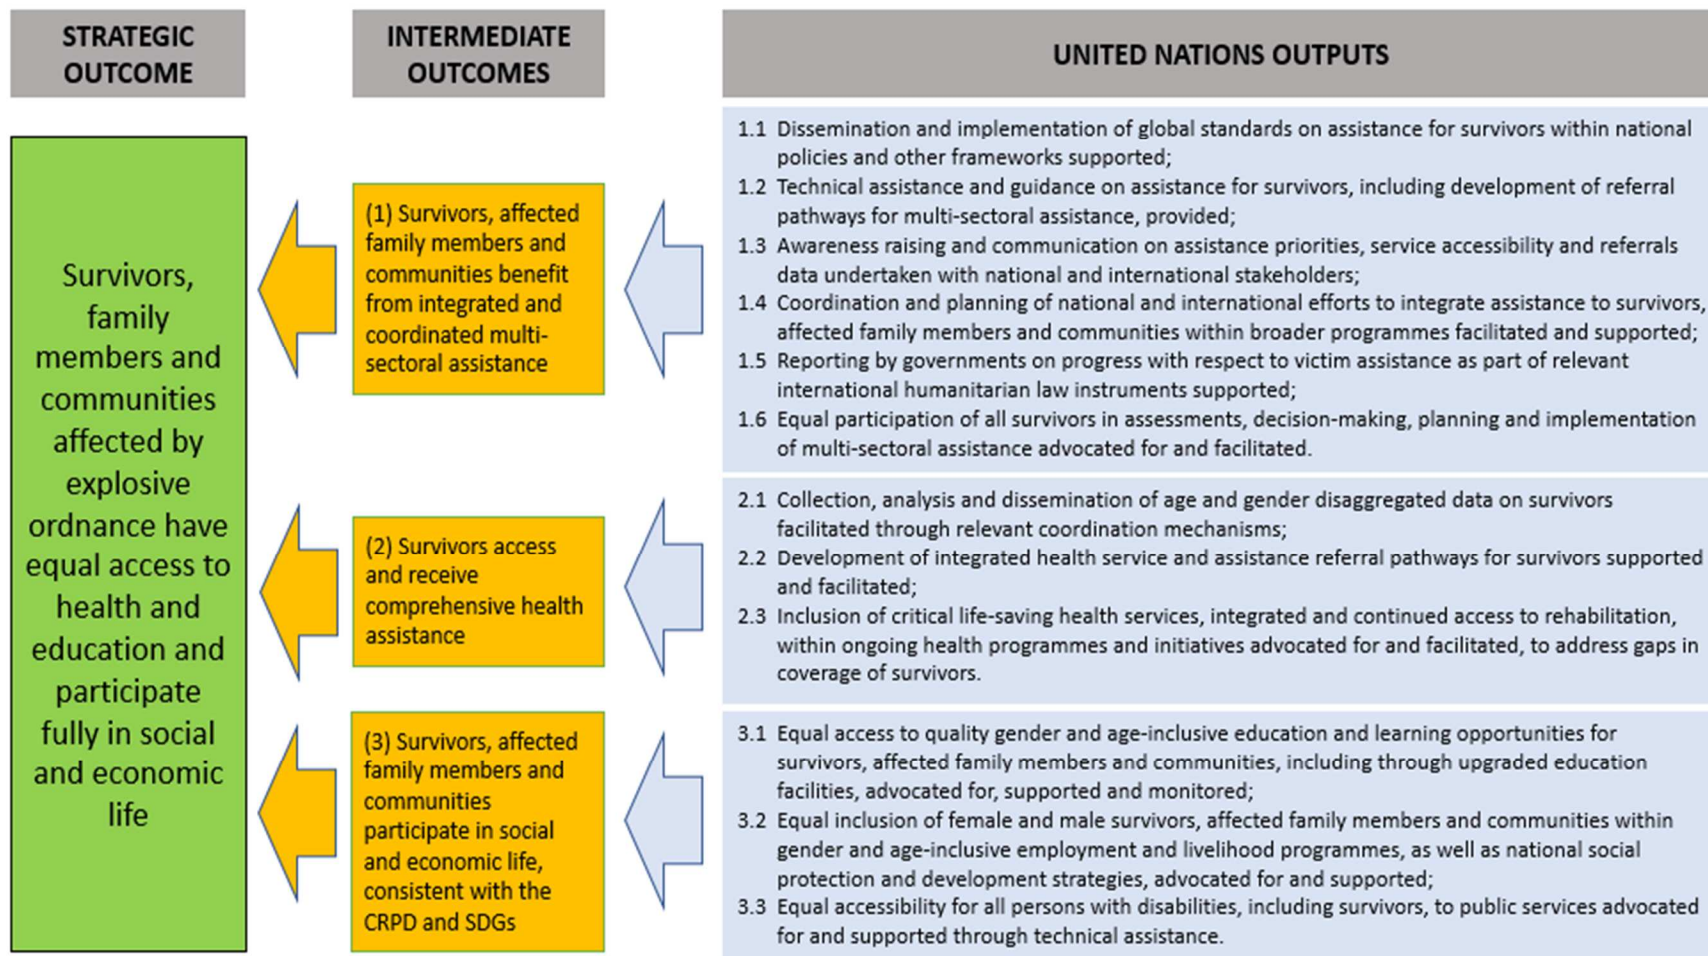 STRATEGIC
OUTCOME
INTERMEDIATE
OUTCOMES
UNITED NATIONS OUTPUTS
Survivors,
family
members and
communities
affected by
explosive
ordnance have
equal access to
health and
education and
participate
fully in social
and economic
life
(1) Survivors, affected
family members and
communities benefit
from integrated and
coordinated multi-
sectoral assistance
1.1 Dissemination and implementation of global standards on assistance for survivors within national
policies and other frameworks supported;
1.2 Technical assistance and guidance on assistance for survivors, including development of referral
pathways for multi-sectoral assistance, provided;
1.3 Awareness raising and communication on assistance priorities, service accessibility and referrals
data undertaken with national and international stakeholders;
1.4 Coordination and planning of national and international efforts to integrate assistance to survivors,
affected family members and communities within broader programmes facilitated and supported;
1.5 Reporting by governments on progress with respect to victim assistance as part of relevant
international humanitarian law instruments supported;
1.6 Equal participation of all survivors in assessments, decision-making, planning and implementation
of multi-sectoral assistance advocated for and facilitated.
(2) Survivors access
and receive
comprehensive health
assistance
2.1 Collection, analysis and dissemination of age and gender disaggregated data on survivors
facilitated through relevant coordination mechanisms;
2.2 Development of integrated health service and assistance referral pathways for survivors supported
and facilitated;
2.3 Inclusion of critical life-saving health services, integrated and continued access to rehabilitation,
within ongoing health programmes and initiatives advocated for and facilitated, to address gaps in
coverage of survivors.
(3) Survivors, affected
family members and
communities
participate in social
and economic life,
consistent with the
CRPD and SDGs
3.1 Equal access to quality gender and age-inclusive education and learning opportunities for
survivors, affected family members and communities, including through upgraded education
facilities, advocated for, supported and monitored;
3.2 Equal inclusion of female and male survivors, affected family members and communities within
gender and age-inclusive employment and livelihood programmes, as well as national social
protection and development strategies, advocated for and supported;
3.3 Equal accessibility for all persons with disabilities, including survivors, to public services advocated
for and supported through technical assistance.